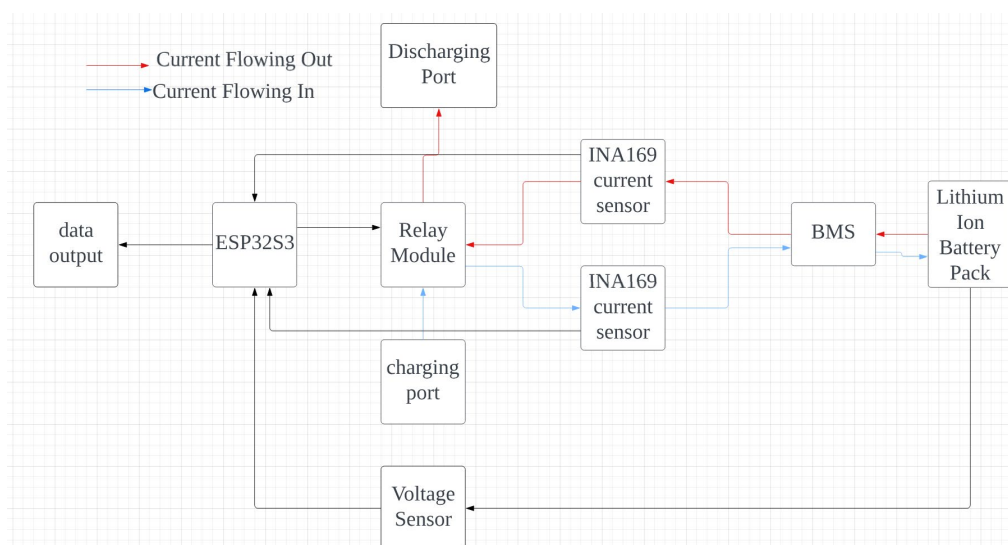 Current Flowing Out
Current Flowing In
Discharging
Port
INA169
current
sensor
data
output
ESP32S3
Relay
Module
BMS
Lithium
Ion
Battery
Pack
INA169
current
sensor
charging
port
Voltage
Sensor